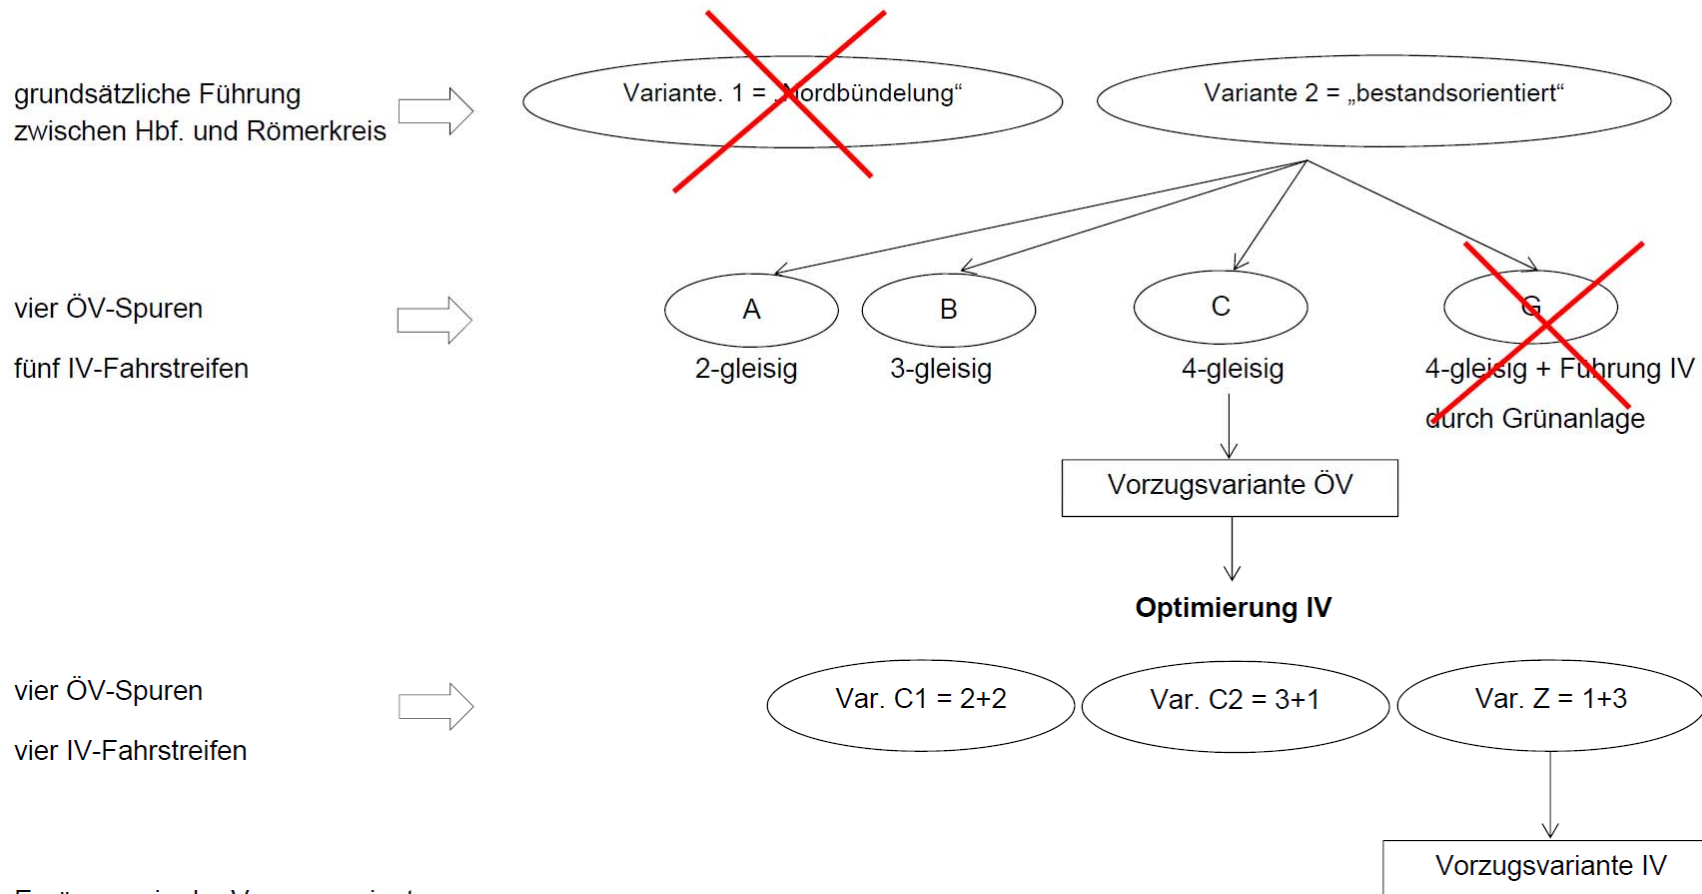 grundsätzliche Führung
zwischen Hbf. und Römerkreis
Variante. 1 = „Nordbündelung“
Variante 2 = „bestandsorientiert“
vier ÖV-Spuren
fünf IV-Fahrstreifen
A
2-gleisig
B
3-gleisig
C
4-gleisig
G
4-gleisig + Führung IV
durch Grünanlage
Vorzugsvariante ÖV
Optimierung IV
vier ÖV-Spuren
vier IV-Fahrstreifen
Var. C1 = 2+2
Var. C2 = 3+1
Var. Z = 1+3
Vorzugsvariante IV